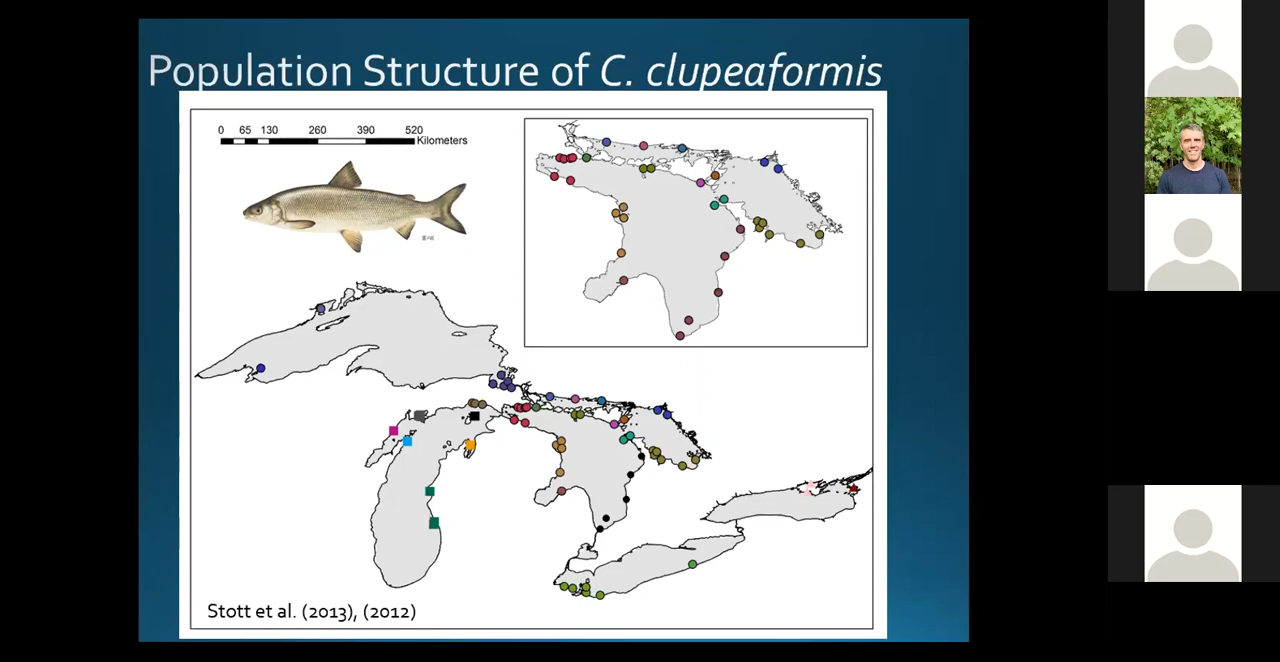 Population Structure of C. clupeaformis
0 65 130 260 390 520
Kilometers
Stott et al. (2013), (2012)